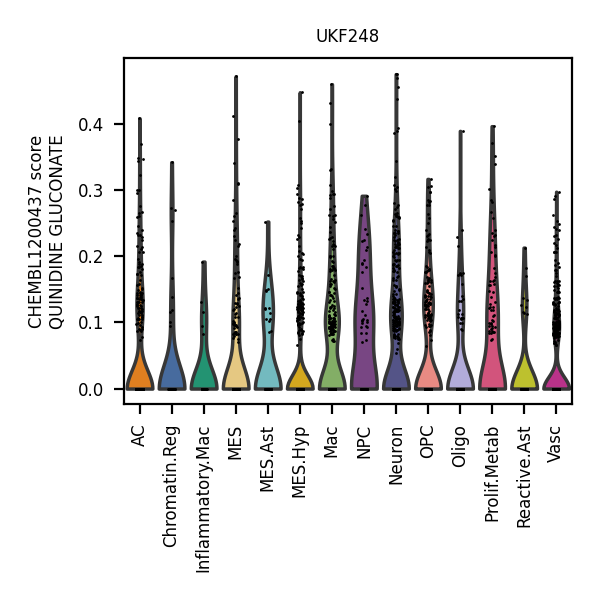 UKF248
CHEMBL1200437 score
QUINIDINE GLUCONATE
0.4
0.3
0.2
0.1
0.0
AC
Chromatin.Reg
Inflammatory.Mac
MES
MES.Ast
MES.Hyp
Mac
NPC
Neuron
OPC
Oligo
Prolif.Metab
Reactive.Ast
Vasc